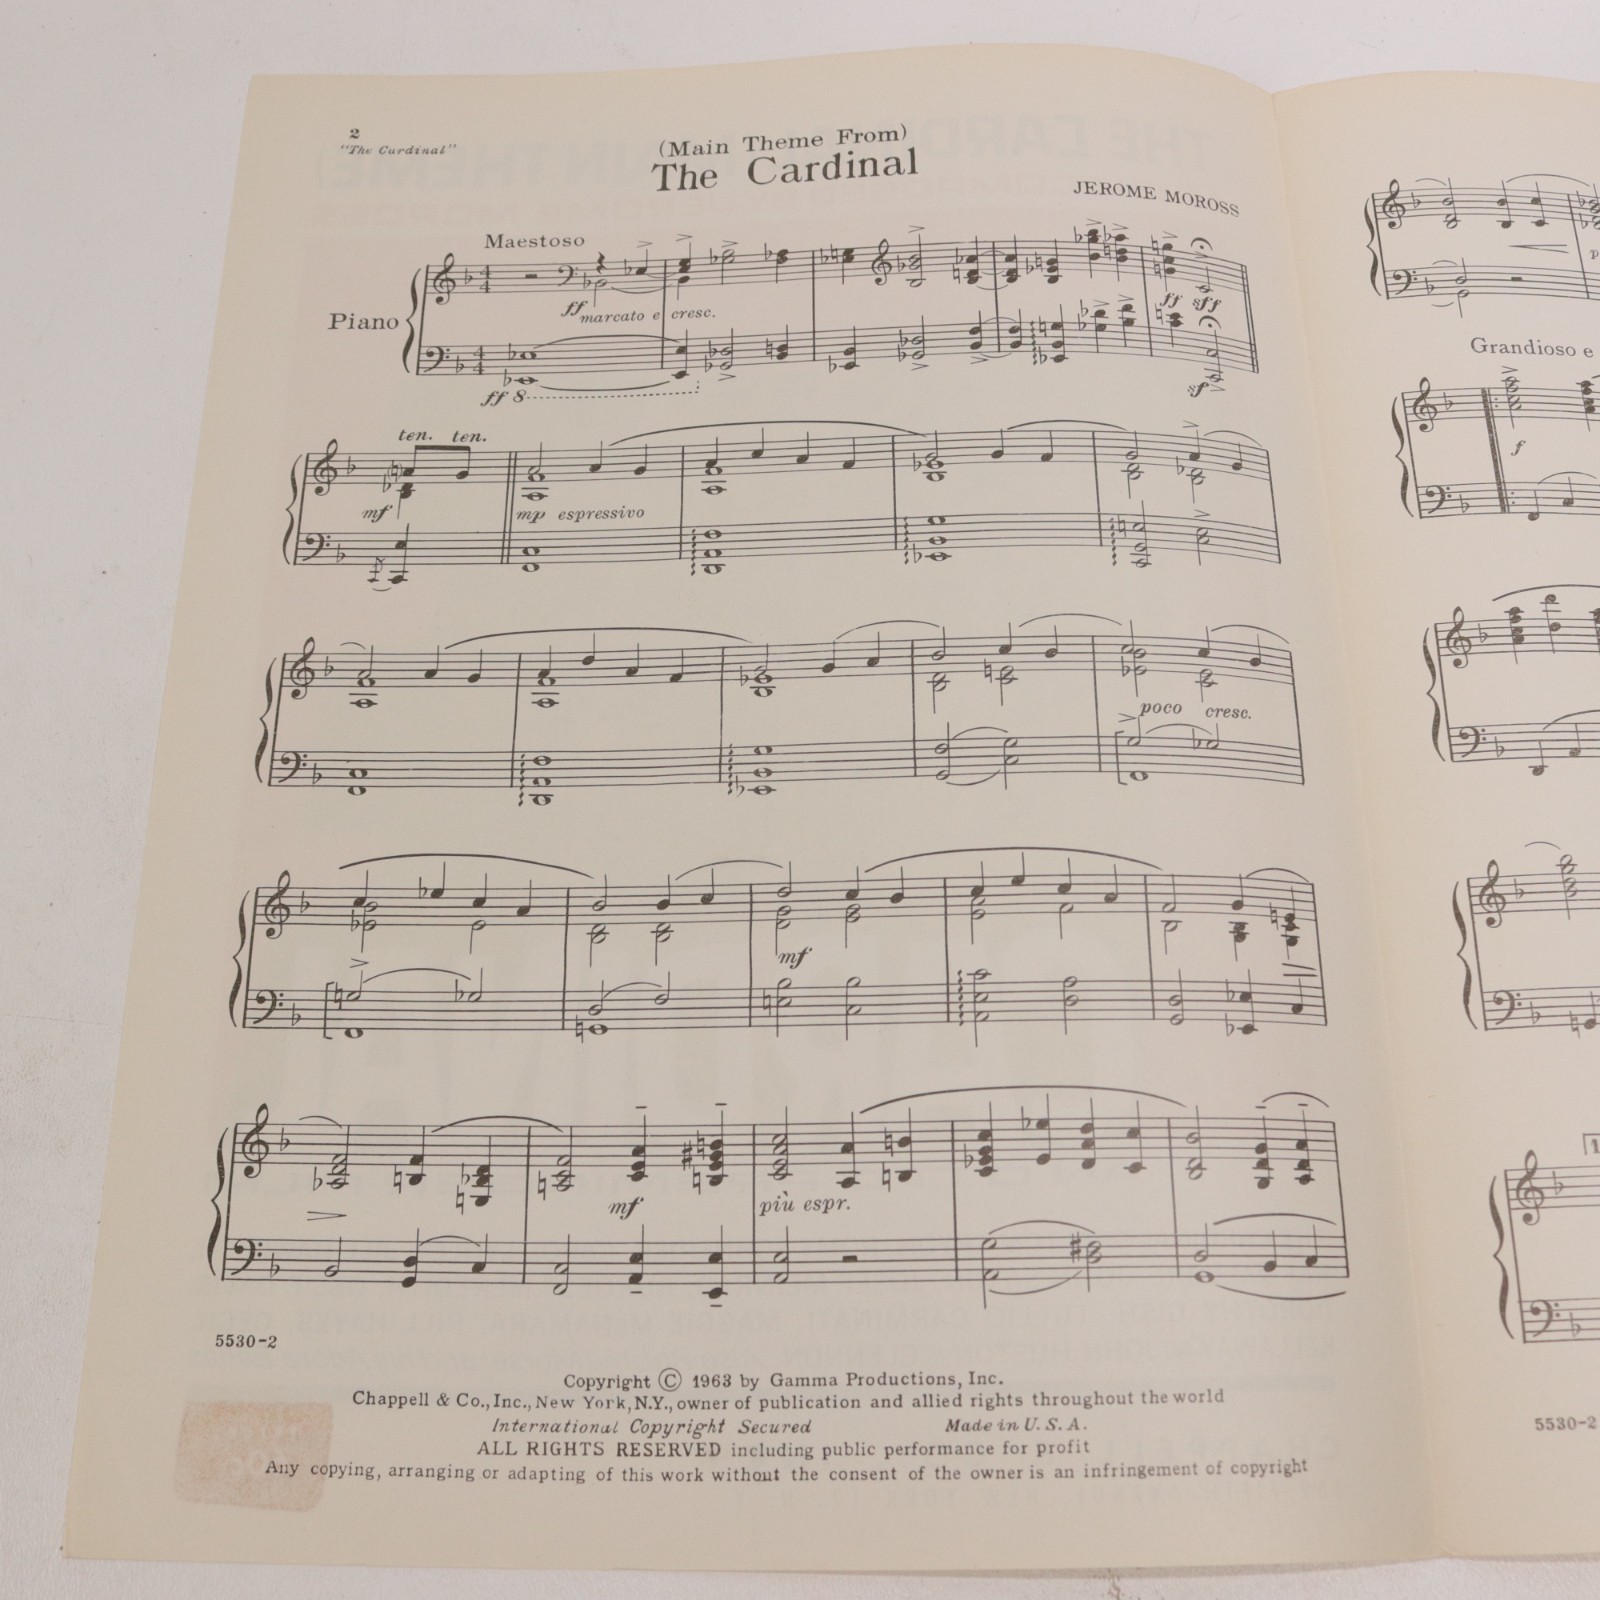 2
"The Cardinal"
(Main Theme From)
The Cardinal
JEROME MOROSS
Maestoso
Piano
ff marcato e cresc.
ff sff
ff 8
sf
ten. ten.
mf
mp espressivo
poco cresc.
mf
mf
più espr.
5530-2
Copyright © 1963 by Gamma Productions, Inc.
Chappell & Co., Inc., New York, N.Y., owner of publication and allied rights throughout the world
International Copyright Secured Made in U.S.A.
ALL RIGHTS RESERVED including public performance for profit
Any copying, arranging or adapting of this work without the consent of the owner is an infringement of copyright
p
Grandioso e
f
1
5530-2